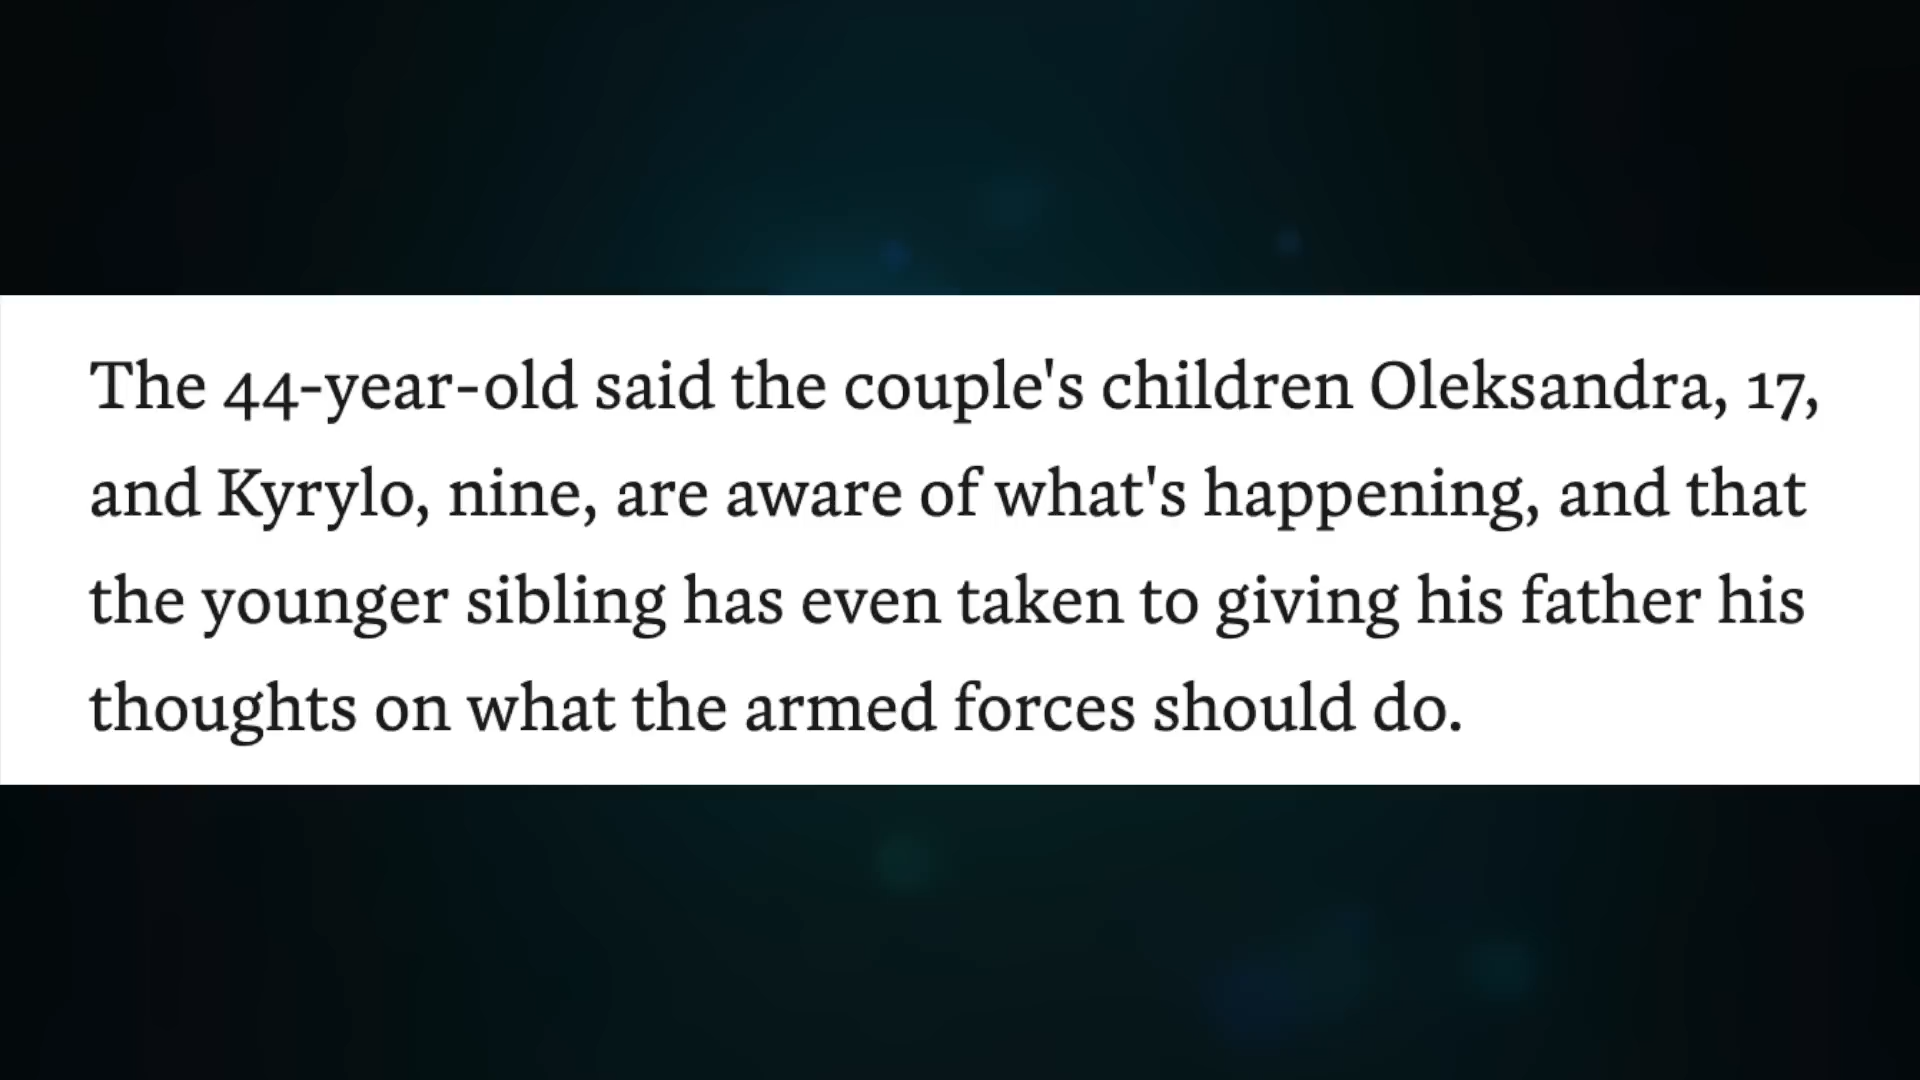 The 44-year-old said the couple's children Oleksandra, 17,
and Kyrylo, nine, are aware of what's happening, and that
the younger sibling has even taken to giving his father his
thoughts on what the armed forces should do.